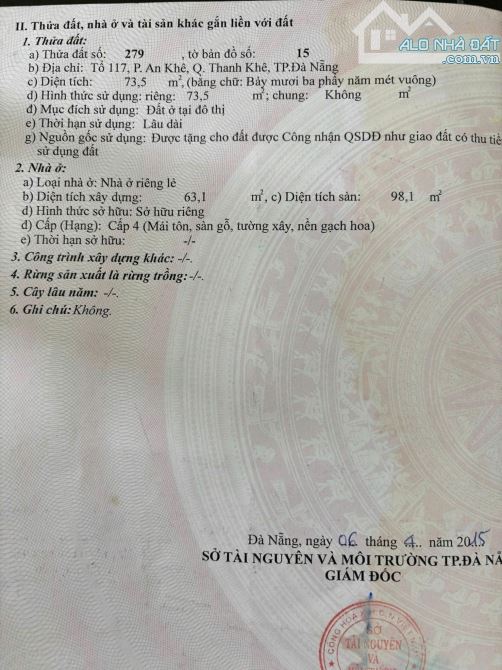 ALO NHÀ ĐẤT
.com.vn
II. Thửa đất, nhà ở và tài sản khác gắn liền với đất
1. Thửa đất:
a) Thửa đất số: 279 , tờ bản đồ số: 15
b) Địa chỉ: Tổ 117, P. An Khê, Q. Thanh Khê, TP.Đà Nẵng
c) Diện tích: 73,5 m², (bằng chữ: Bảy mươi ba phẩy năm mét vuông)
d) Hình thức sử dụng: riêng: 73,5 m²; chung: Không m²
đ) Mục đích sử dụng: Đất ở tại đô thị
e) Thời hạn sử dụng: Lâu dài
g) Nguồn gốc sử dụng: Được tặng cho đất được Công nhận QSDĐ như giao đất có thu tiề
sử dụng đất
2. Nhà ở:
a) Loại nhà ở: Nhà ở riêng lẻ
b) Diện tích xây dựng: 63,1 m², c) Diện tích sàn: 98,1 m²
d) Hình thức sở hữu: Sở hữu riêng
đ) Cấp (Hạng): Cấp 4 (Mái tôn, sàn gỗ, tường xây, nền gạch hoa)
e) Thời hạn sở hữu: -/-
3. Công trình xây dựng khác: -/-.
4. Rừng sản xuất là rừng trồng: -/-.
5. Cây lâu năm: -/-.
6. Ghi chú: Không.
Đà Nẵng, ngày 06 tháng 4.. năm 2015
SỞ TÀI NGUYÊN VÀ MÔI TRƯỜNG TP.ĐÀ NẴ
GIÁM ĐỐC
CỘNG HOÀ
SỞ
TÀI NGUYÊN
VÀ